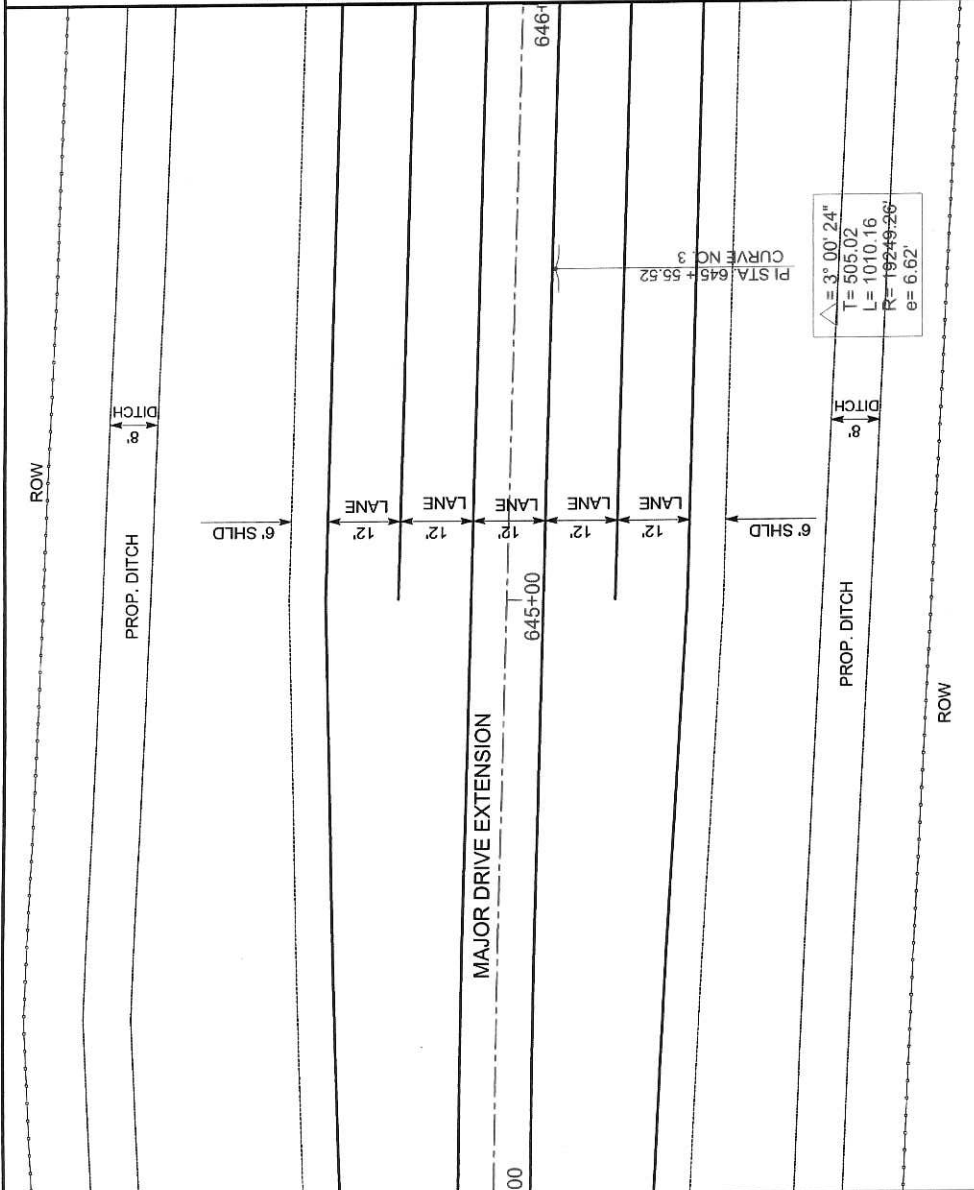 646+
PI STA. 645 + 55.52
CURVE NO. 3
△= 3° 00' 24"
T= 505.02
L= 1010.16
R= 19249.26'
e= 6.62'
8'
DITCH
8'
DITCH
ROW
PROP. DITCH
6' SHLD
12'
LANE
12'
LANE
12'
LANE
12'
LANE
12'
LANE
6' SHLD
645+00
PROP. DITCH
ROW
MAJOR DRIVE EXTENSION
00